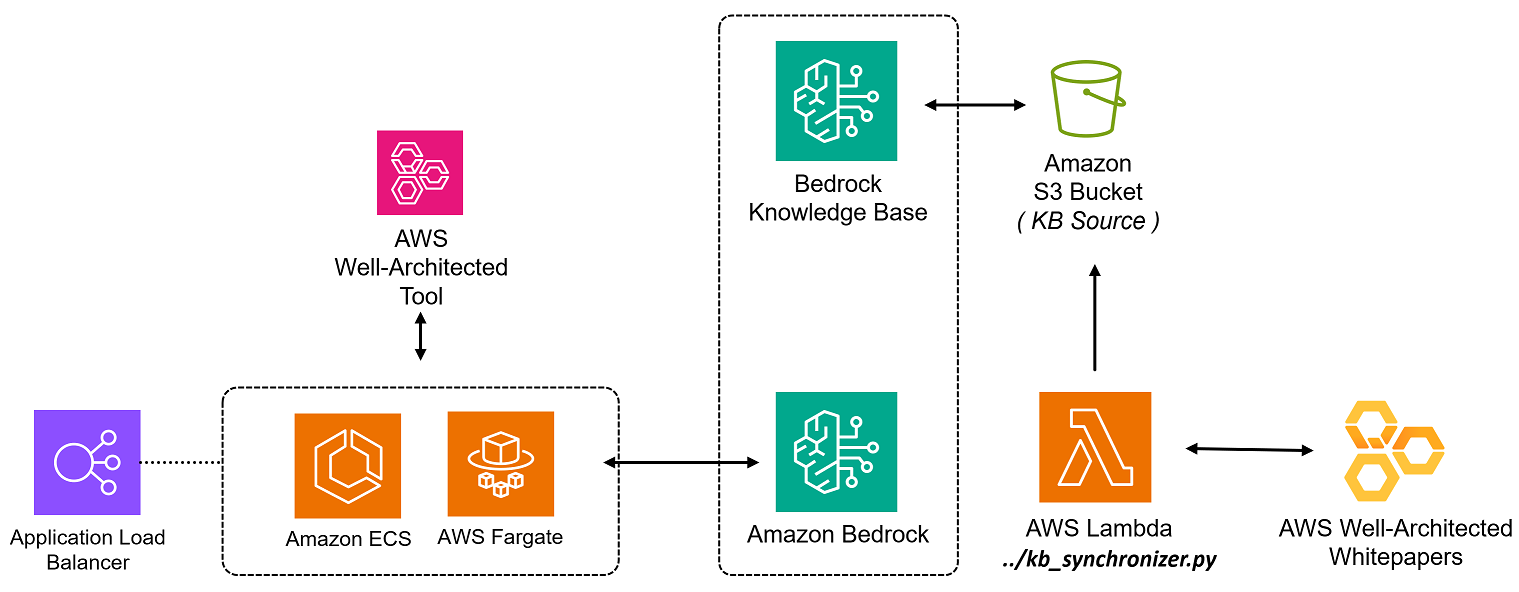 Bedrock
Knowledge Base
Amazon
S3 Bucket
( KB Source )
AWS
Well-Architected
Tool
Application Load
Balancer
Amazon ECS
AWS Fargate
Amazon Bedrock
AWS Lambda
../kb_synchronizer.py
AWS Well-Architected
Whitepapers